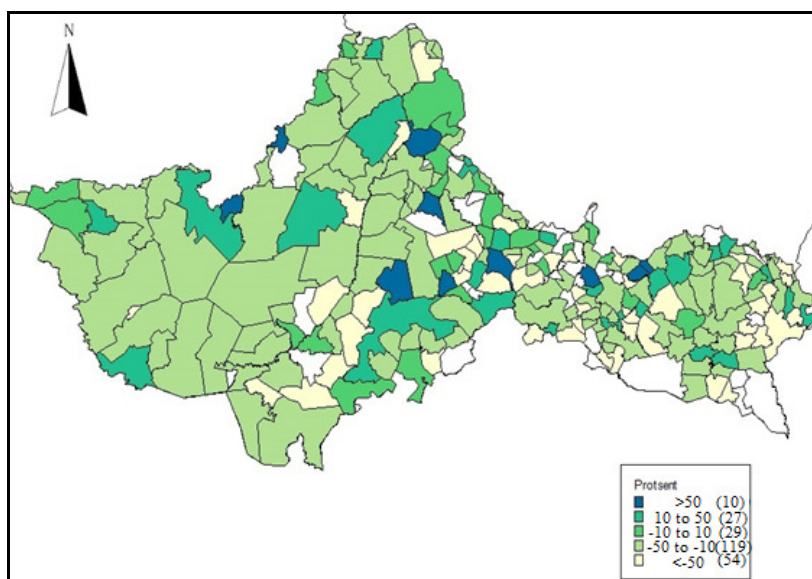 N
Protsent
>50 (10)
10 to 50 (27)
-10 to 10 (29)
-50 to -10(119)
<-50 (54)